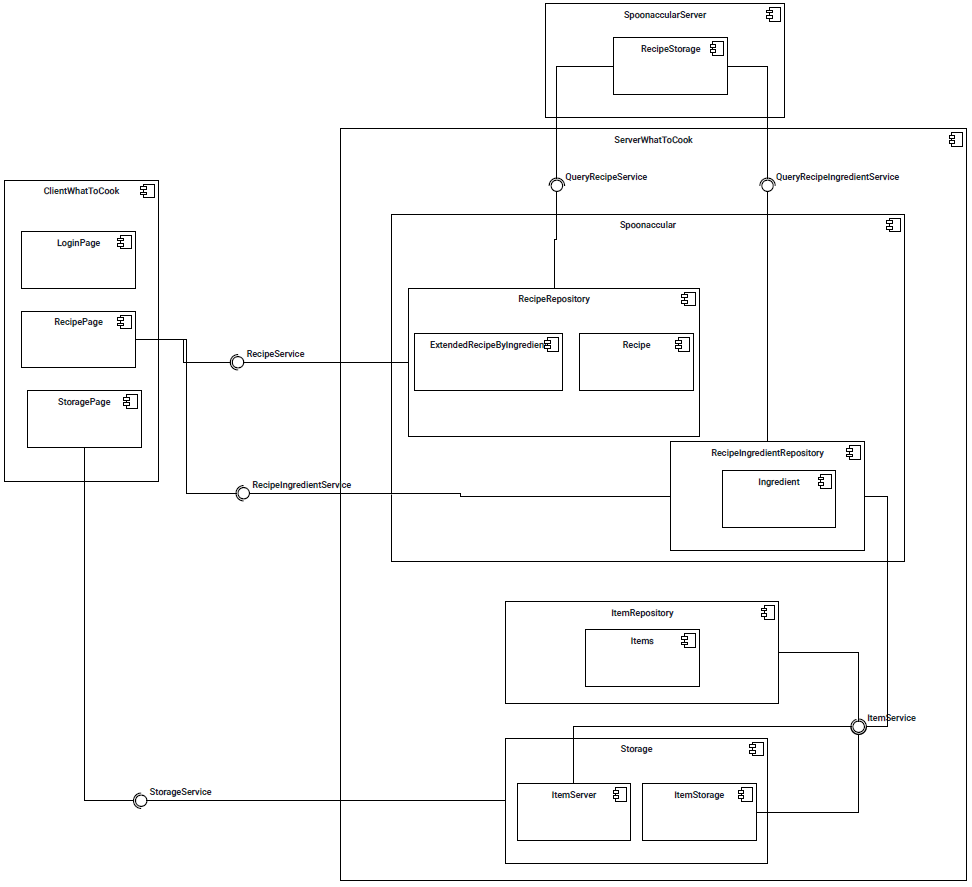 SpoonaccularServer
RecipeStorage
ServerWhatToCook
QueryRecipeService
QueryRecipeIngredientService
ClientWhatToCook
LoginPage
RecipePage
StoragePage
Spoonaccular
RecipeRepository
ExtendedRecipeByIngredien
Recipe
RecipeService
RecipeIngredientRepository
Ingredient
RecipeIngredientService
ItemRepository
Items
ItemService
Storage
ItemServer
ItemStorage
StorageService